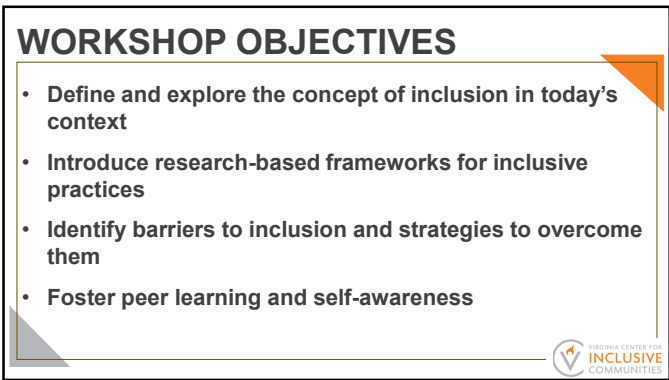 WORKSHOP OBJECTIVES
• Define and explore the concept of inclusion in today's
context
• Introduce research-based frameworks for inclusive
practices
• Identify barriers to inclusion and strategies to overcome
them
• Foster peer learning and self-awareness
VIRGINIA CENTER FOR
INCLUSIVE
COMMUNITIES